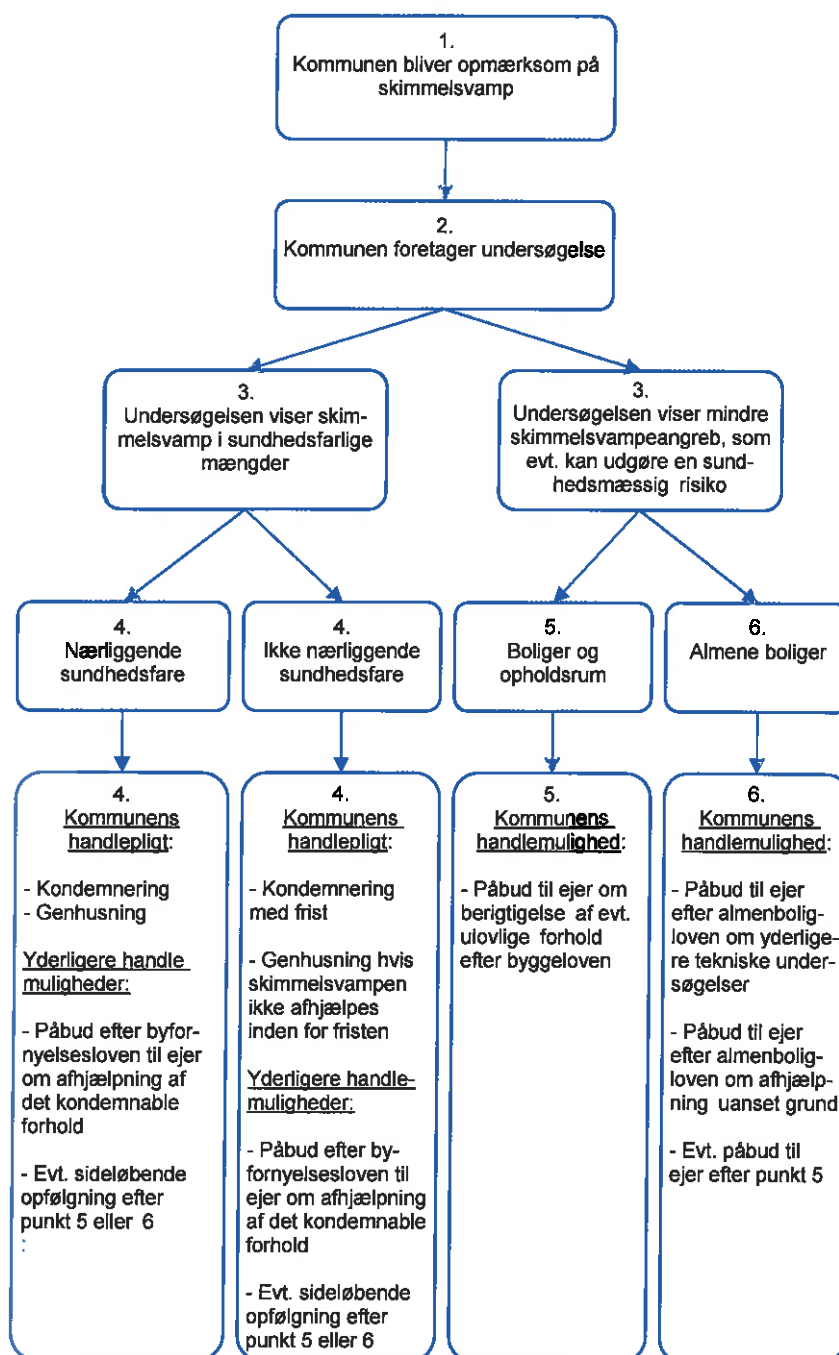 1.
Kommunen bliver opmærksom på
skimmelsvamp
2.
Kommunen foretager undersøgelse
3.
Undersøgelsen viser skim-
melsvamp i sundhedsfarlige
mængder
3.
Undersøgelsen viser mindre
skimmelsvampeangreb, som
evt. kan udgøre en sund-
hedsmæssig risiko
4.
Nærliggende
sundhedsfare
4.
Ikke nærliggende
sundhedsfare
5.
Boliger og
opholdsrum
6.
Almene boliger
4.
Kommunens
handlepligt:
- Kondemnering
- Genhusning
Yderligere handle
muligheder:
- Påbud efter byfor-
nyelsesloven til ejer
om afhjælpning af
det kondemnable
forhold
- Evt. sideløbende
opfølgning efter
punkt 5 eller 6
:
4.
Kommunens
handlepligt:
- Kondemnering
med frist
- Genhusning hvis
skimmelsvampen
ikke afhjælpes
inden for fristen
Yderligere handle-
muligheder:
- Påbud efter by-
fornyelsesloven til
ejer om afhjælpning
af det kondemnable
forhold
- Evt. sideløbende
opfølgning efter
punkt 5 eller 6
5.
Kommunens
handlemulighed:
- Påbud til ejer om
berigtigelse af evt.
ulovlige forhold
efter byggeloven
6.
Kommunens
handlemulighed:
- Påbud til ejer
efter almenbolig-
loven om yderlige-
re tekniske under-
søgelser
- Påbud til ejer
efter almenbolig-
loven om afhjælp-
ning uanset grund
- Evt. påbud til
ejer efter punkt 5